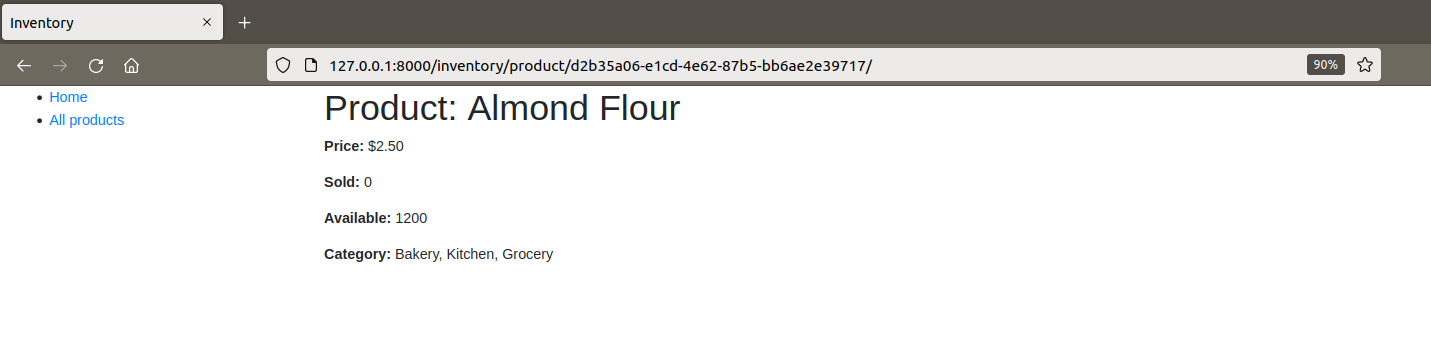 Inventory
127.0.0.1:8000/inventory/product/d2b35a06-e1cd-4e62-87b5-bb6ae2e39717/
90%
Home
All products
Product: Almond Flour
Price: $2.50
Sold: 0
Available: 1200
Category: Bakery, Kitchen, Grocery